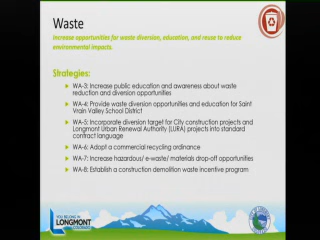 Waste
Increase opportunities for waste diversion, education, and reuse to reduce
environmental impacts.
Strategies:
WA-3: Increase public education and awareness about waste
reduction and diversion opportunities
WA-4: Provide waste diversion opportunities and education for Saint
Vrain Valley School District
WA-5: Incorporate diversion target for City construction projects and
Longmont Urban Renewal Authority (LURA) projects into standard
contract language
WA-6: Adopt a commercial recycling ordinance
WA-7: Increase hazardous/ e-waste/ materials drop-off opportunities
WA-8: Establish a construction demolition waste incentive program
YOU BELONG IN
LONGMONT
COLORADO